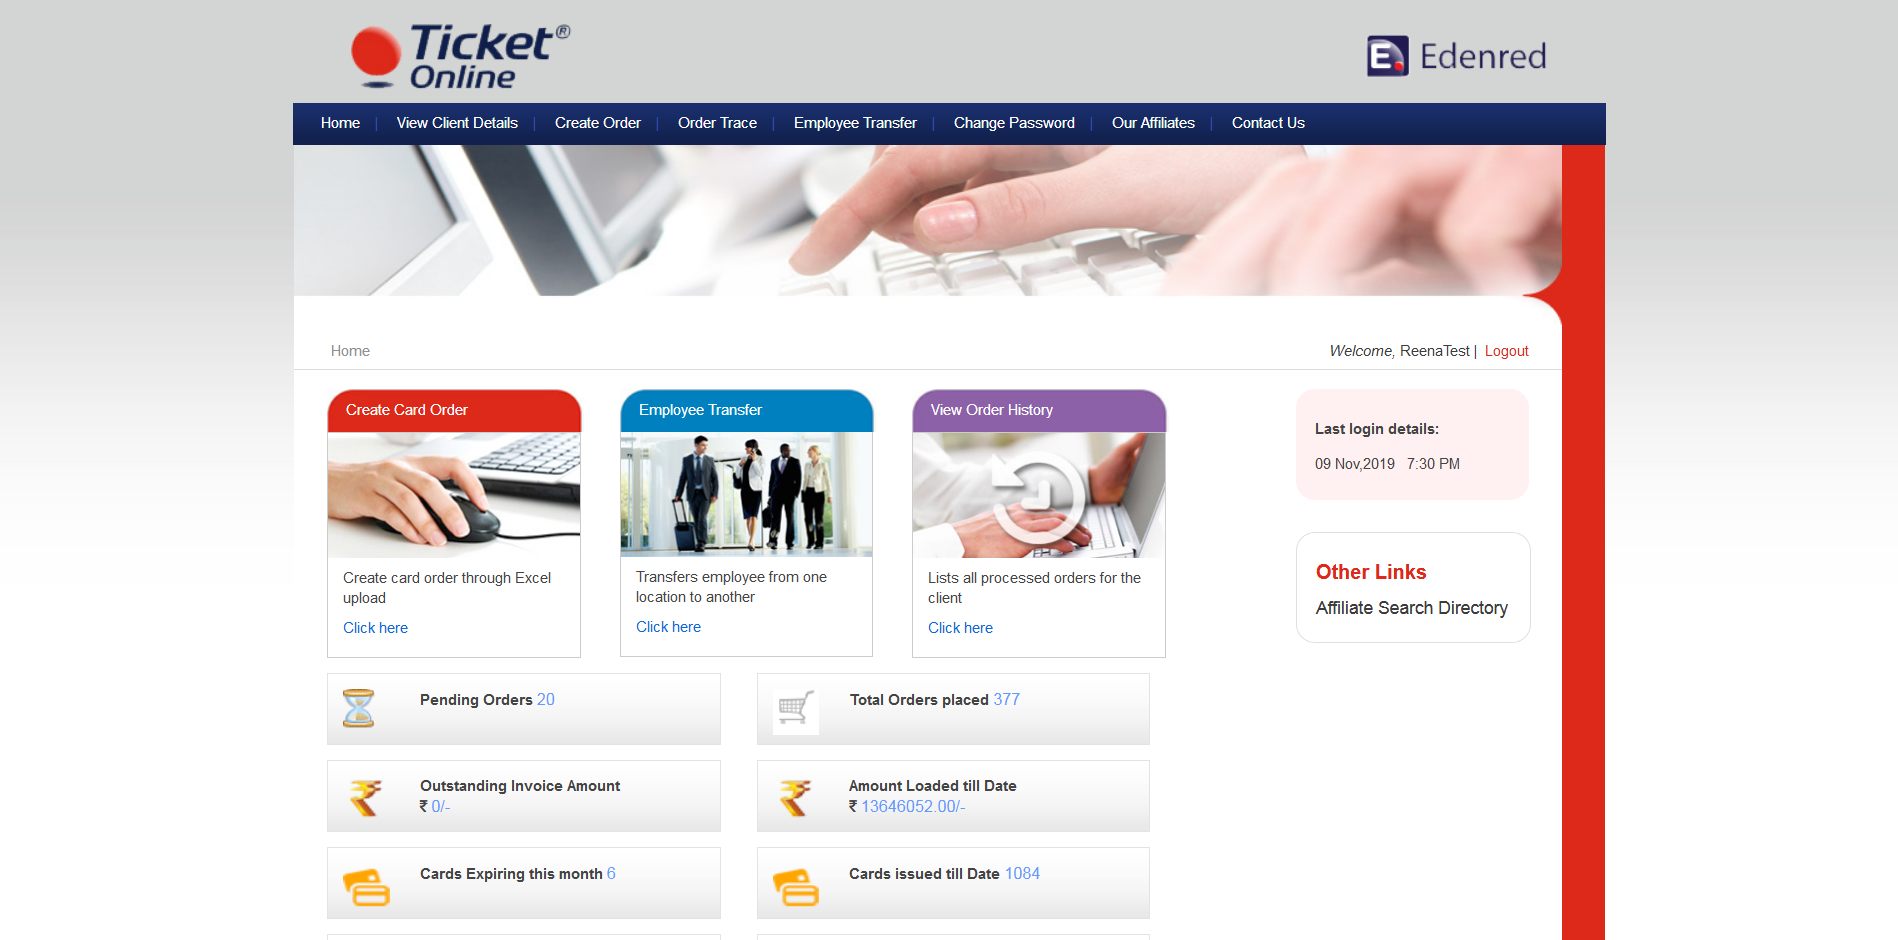 Ticket®
Online
E. Edenred
Home | View Client Details | Create Order | Order Trace | Employee Transfer | Change Password | Our Affiliates | Contact Us
Home
Welcome, ReenaTest | Logout
Create Card Order
Create card order through Excel
upload
Click here
Employee Transfer
Transfers employee from one
location to another
Click here
View Order History
Lists all processed orders for the
client
Click here
Last login details:
09 Nov,2019 7:30 PM
Other Links
Affiliate Search Directory
Pending Orders 20
Total Orders placed 377
Outstanding Invoice Amount
₹ 0/-
Amount Loaded till Date
₹ 13646052.00/-
Cards Expiring this month 6
Cards issued till Date 1084